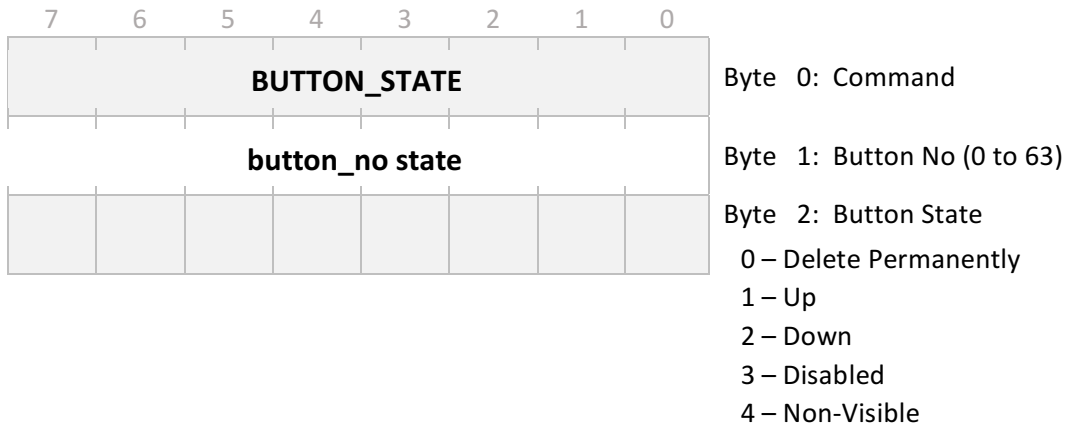 7 6 5 4 3 2 1 0
BUTTON_STATE
Byte 0: Command
button_no state
Byte 1: Button No (0 to 63)
Byte 2: Button State
0 – Delete Permanently
1 – Up
2 – Down
3 – Disabled
4 – Non-Visible